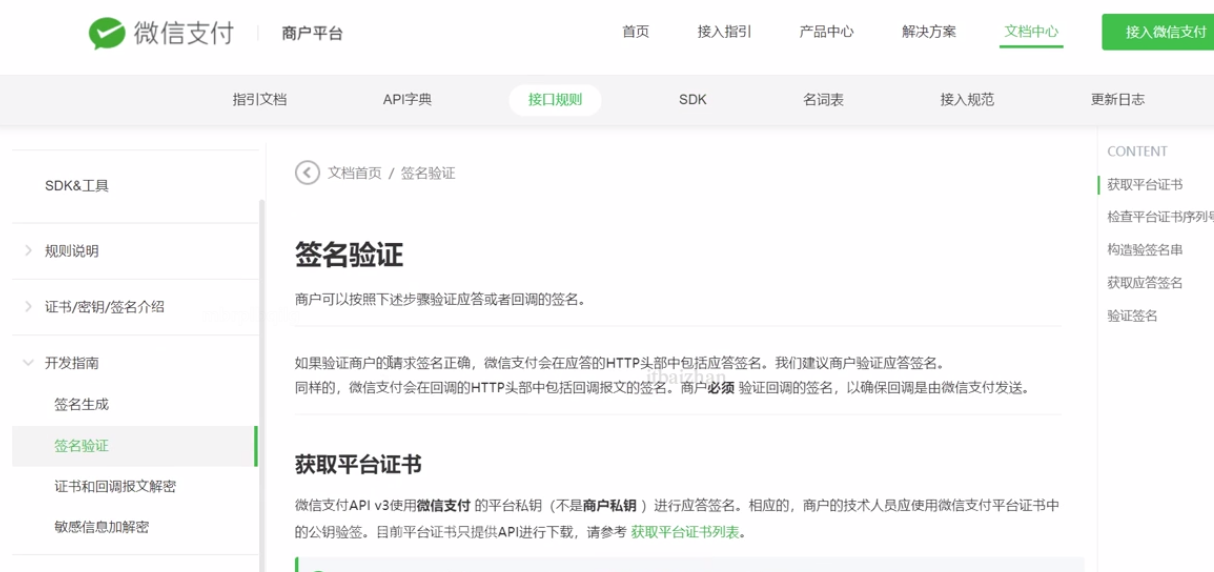 微信支付 商户平台 首页 接入指引 产品中心 解决方案 文档中心 接入微信支付
指引文档 API字典 接口规则 SDK 名词表 接入规范 更新日志
SDK&工具
规则说明
证书/密钥/签名介绍
开发指南
签名生成
签名验证
证书和回调报文解密
敏感信息加解密
文档首页 / 签名验证
签名验证
商户可以按照下述步骤验证应答或者回调的签名。
如果验证商户的请求签名正确，微信支付会在应答的HTTP头部中包括应答签名。我们建议商户验证应答签名。
同样的，微信支付会在回调的HTTP头部中包括回调报文的签名。商户必须 验证回调的签名，以确保回调是由微信支付发送。
itbaizhan
获取平台证书
微信支付API v3使用微信支付 的平台私钥（不是商户私钥 ）进行应答签名。相应的，商户的技术人员应使用微信支付平台证书中
的公钥验签。目前平台证书只提供API进行下载，请参考 获取平台证书列表。
CONTENT
获取平台证书
检查平台证书序列号
构造验签名串
获取应答签名
验证签名